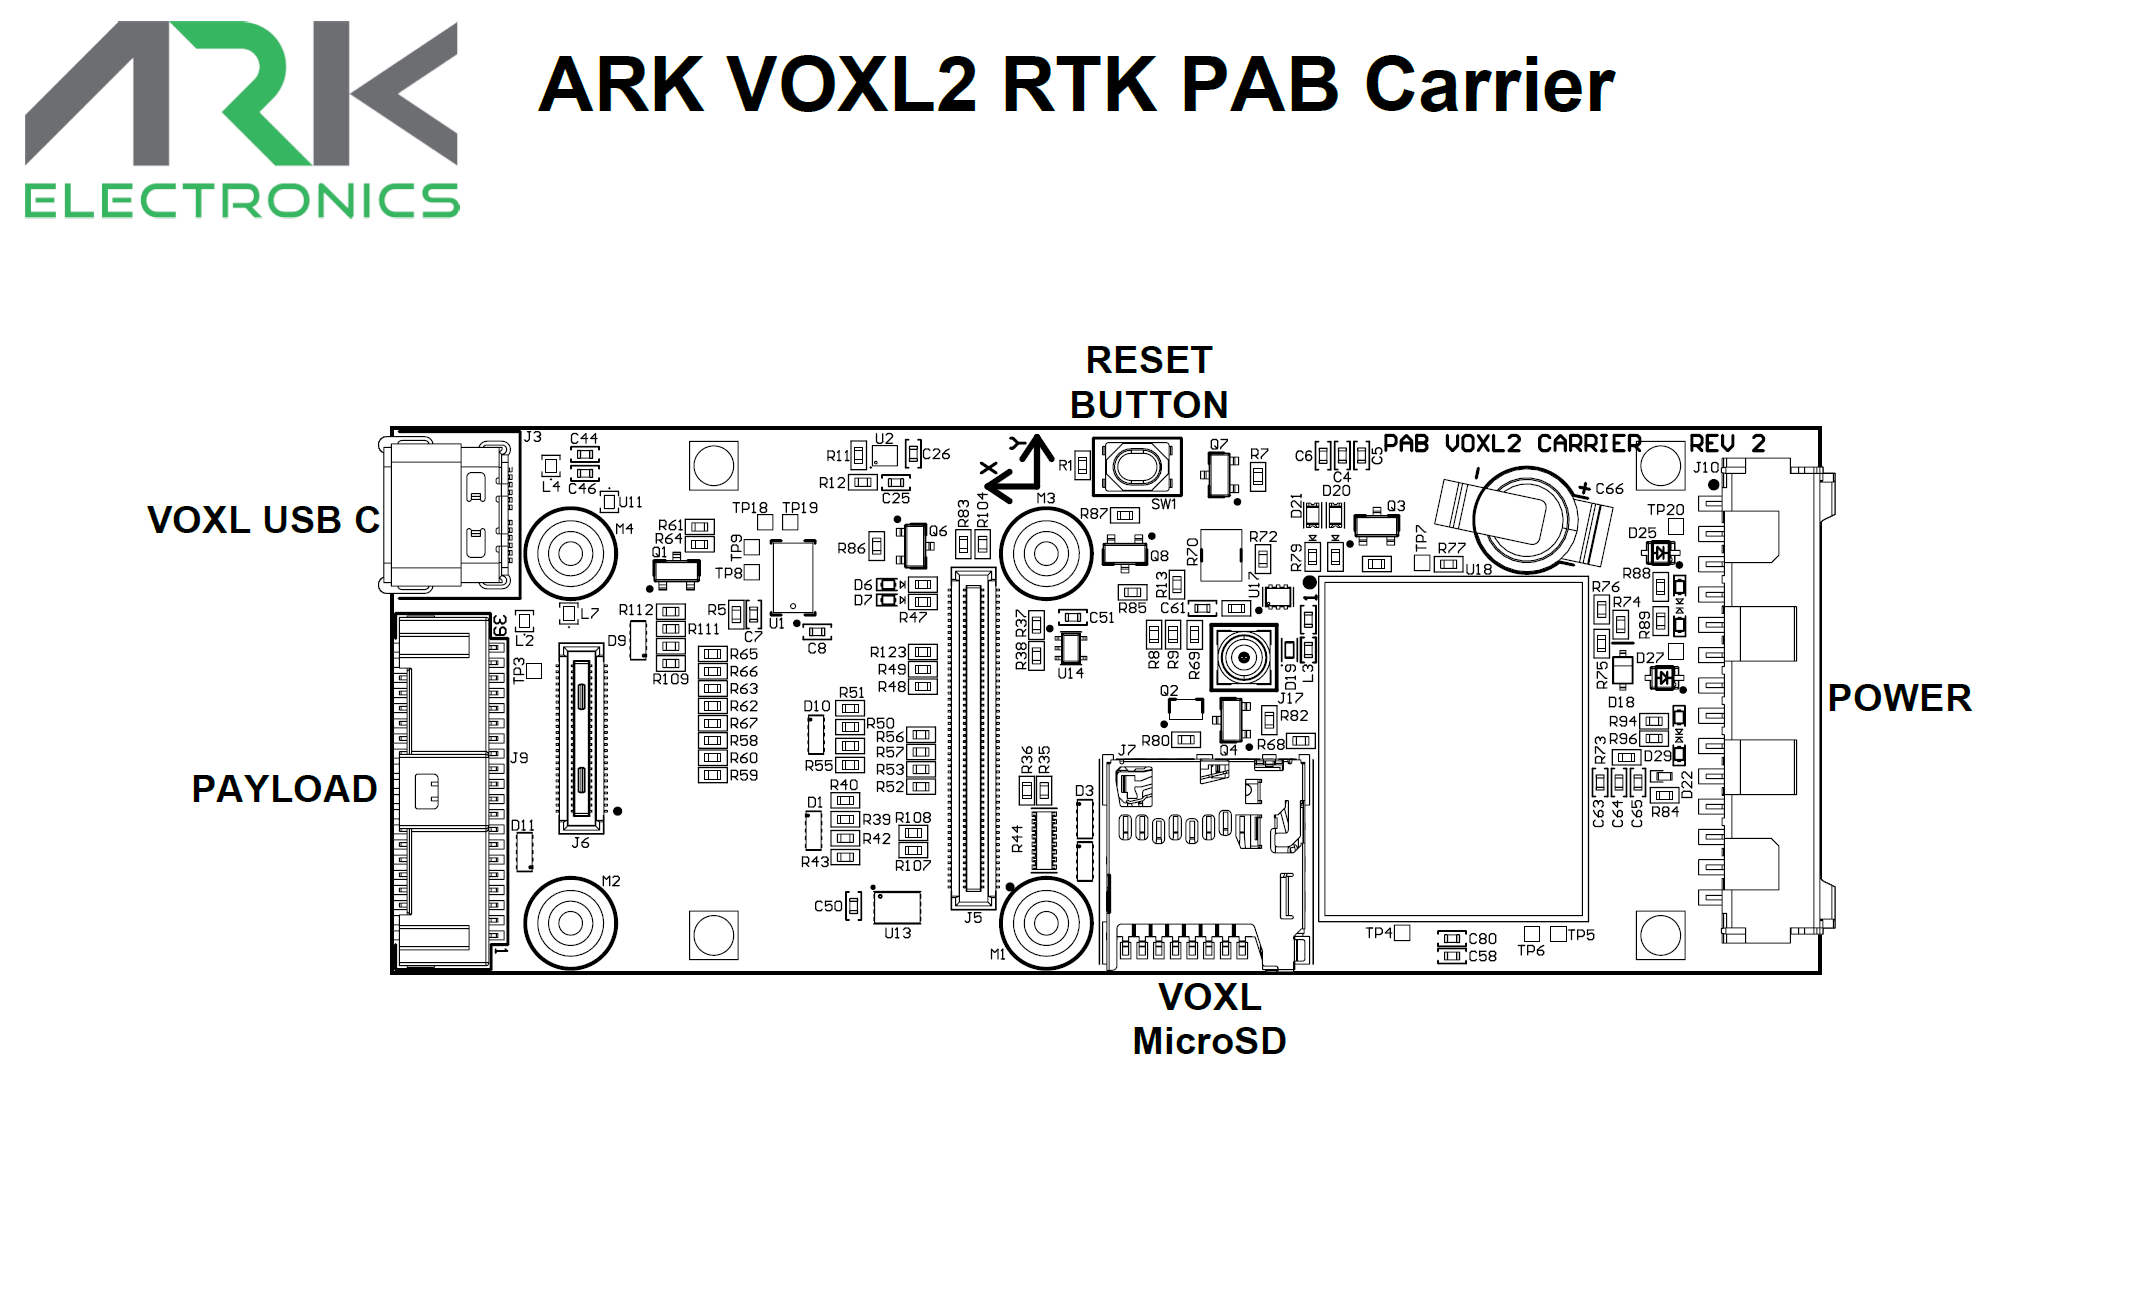 ARK
ELECTRONICS
ARK VOXL2 RTK PAB Carrier
RESET
BUTTON
VOXL USB C
PAYLOAD
POWER
VOXL
MicroSD
PAB VOXL2 CARRIER REV 2
J3
C44
L4
C46
U11
M4
R61
R64
Q1
TP18
TP19
TP9
TP8
U2
R11
C26
R12
C25
X
Y
R83
R104
M3
R86
Q6
D6
D7
R47
R1
SW1
Q7
R7
R87
Q8
R85
R70
R72
R13
C61
U17
C6
C4
C5
D21
D20
Q3
R79
TP7
R77
U18
-
+
C66
J10
TP20
D25
R88
R76
R74
R89
R75
D27
D18
R94
R96
D29
R73
D22
R84
C63
C64
C65
39
L2
L7
TP3
D9
R112
R111
R109
R5
C7
U1
C8
R65
R66
R63
R62
R67
R58
R60
R59
R123
R49
R48
R51
D10
R50
R55
R56
R57
R53
R52
R37
R38
C51
U14
R8
R9
R69
1
D19
L3
J17
Q2
R80
Q4
R82
R68
J7
J9
D11
J6
R40
D1
R39
R42
R43
R108
R107
R36
R35
R44
D3
M2
C50
U13
J5
M1
1
TP4
C80
C58
TP6
TP5